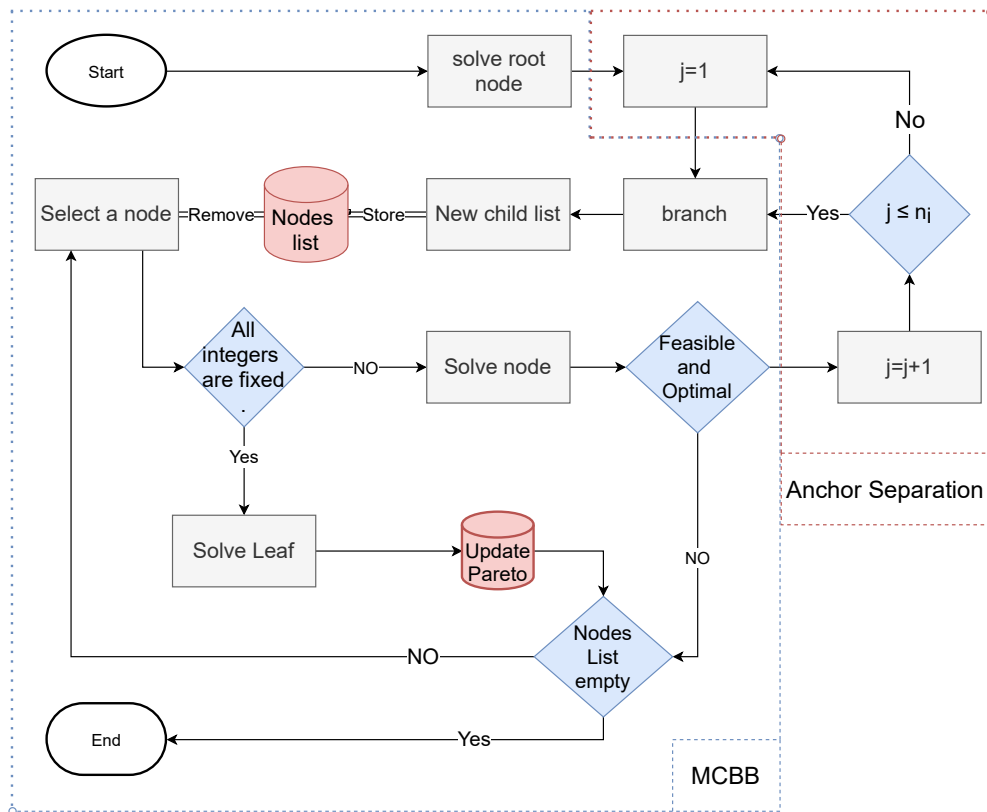 Start
solve root
node
j=1
No
Select a node
Remove
Nodes
list
Store
New child list
branch
Yes
j ≤ ni
All
integers
are fixed
.
NO
Solve node
Feasible
and
Optimal
j=j+1
Yes
Anchor Separation
Solve Leaf
Update
Pareto
NO
Nodes
List
empty
NO
End
Yes
MCBB